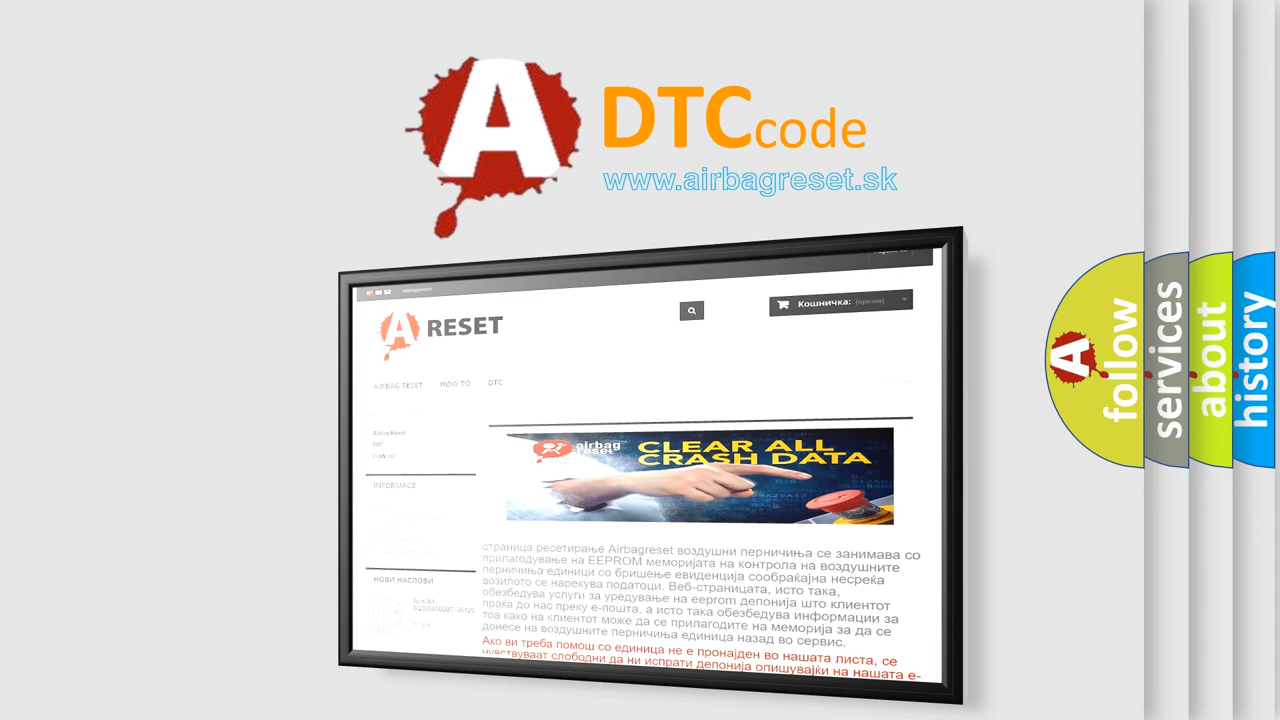 A DTCcode
www.airbagreset.sk
A RESET
Кошничка: (празна)
AIRBAG RESET HOW TO DTC
Airbag Reset
DTC
INFORMACE
airbag reset
CLEAR ALL
CRASH DATA
страница ресетирање Airbagreset воздушни перничиња се занимава со
прилагодување на EEPROM меморијата на контрола на воздушните
перничиња единици со бришење евиденција сообраќајна несреќа
возилото се нарекува податоци. Веб-страницата, исто така,
обезбедува услуги за уредување на eeprom депонија што клиентот
праќа до нас преку е-пошта, а исто така обезбедува информации за
тоа како на клиентот може да се прилагодите на меморија за да се
донесе на воздушните перничиња единица назад во сервис.
Ако ви треба помош со единица не е пронајден во нашата листа, се
чувствуваат слободни да ни испрати депонија опишувајќи на нашата е-
НОВИ НАСЛОВИ
A follow
services
about
history